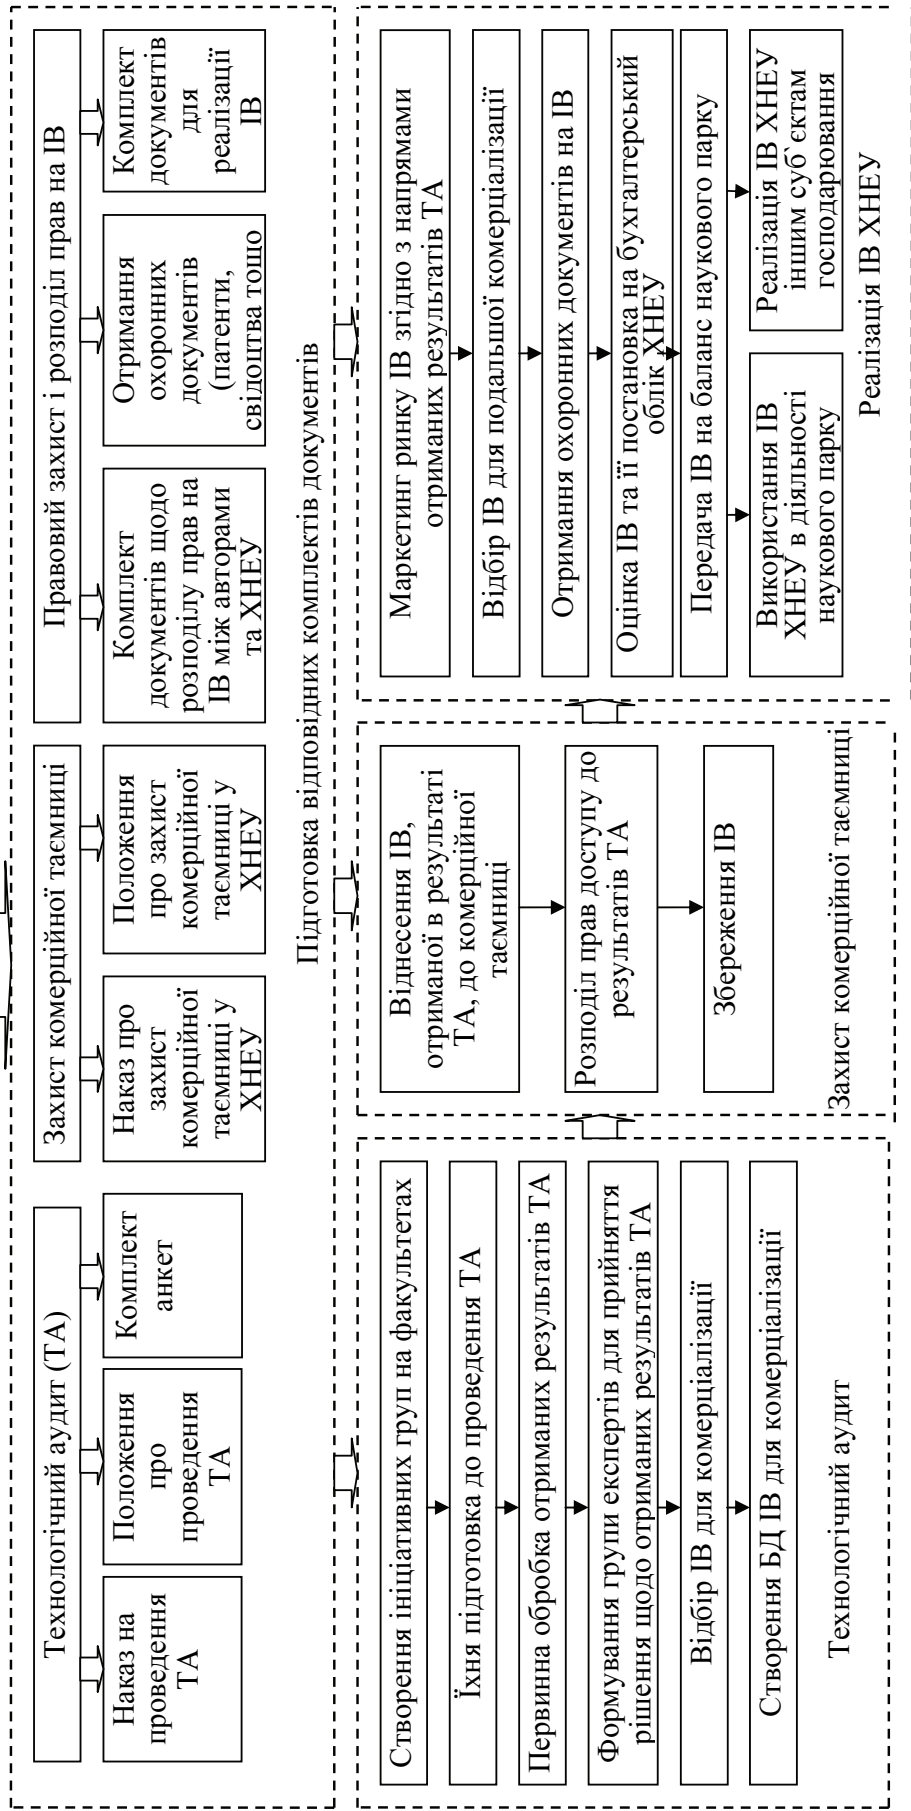 Технологічний аудит (ТА)
Наказ на
проведення
ТА
Положення
про
проведення
ТА
Комплект
анкет
Захист комерційної таємниці
Наказ про
захист
комерційної
таємниці у
ХНЕУ
Положення
про захист
комерційної
таємниці у
ХНЕУ
Правовий захист і розподіл прав на ІВ
Комплект
документів щодо
розподілу прав на
ІВ між авторами
та ХНЕУ
Отримання
охоронних
документів
(патенти,
свідоцтва тощо
Комплект
документів
для
реалізації
ІВ
Підготовка відповідних комплектів документів
Створення ініціативних груп на факультетах
Їхня підготовка до проведення ТА
Первинна обробка отриманих результатів ТА
Формування групи експертів для прийняття
рішення щодо отриманих результатів ТА
Відбір ІВ для комерціалізації
Створення БД ІВ для комерціалізації
Технологічний аудит
Віднесення ІВ,
отриманої в результаті
ТА, до комерційної
таємниці
Розподіл прав доступу до
результатів ТА
Збереження ІВ
Захист комерційної таємниці
Маркетинг ринку ІВ згідно з напрямами
отриманих результатів ТА
Відбір ІВ для подальшої комерціалізації
Отримання охоронних документів на ІВ
Оцінка ІВ та її постановка на бухгалтерський
облік ХНЕУ
Передача ІВ на баланс наукового парку
Використання ІВ
ХНЕУ в діяльності
наукового парку
Реалізація ІВ ХНЕУ
іншим суб`єктам
господарювання
Реалізація ІВ ХНЕУ